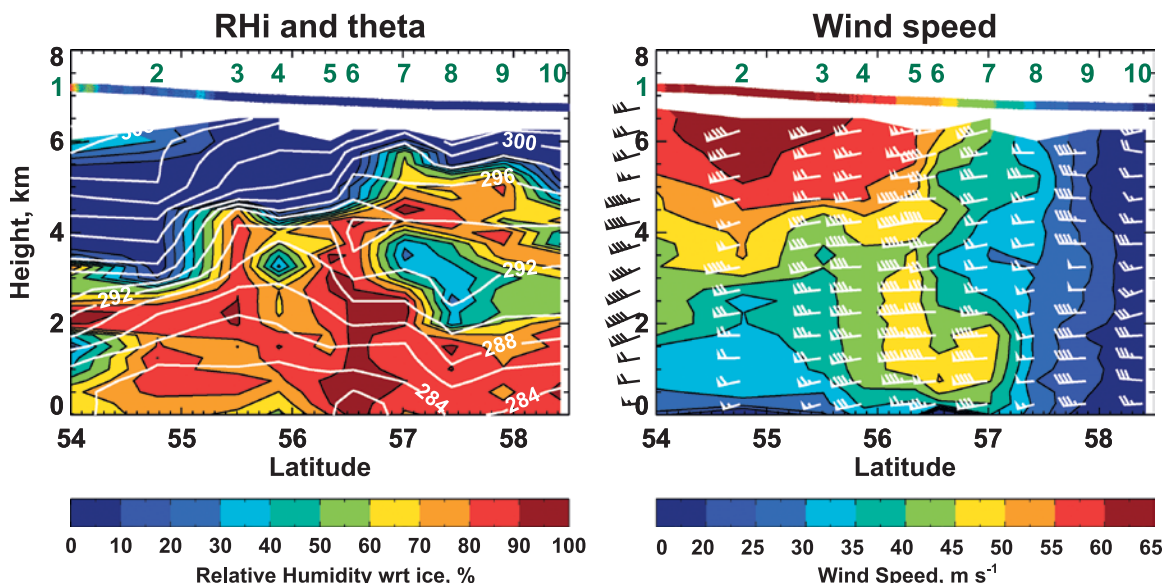 RHi and theta
Wind speed
8
1 2 3 4 5 6 7 8 9 10
6
4
2
0
Height, km
300
300
296
292
292
288
284
284
54 55 56 57 58
Latitude
0 10 20 30 40 50 60 70 80 90 100
Relative Humidity wrt ice, %
8
1 2 3 4 5 6 7 8 9 10
6
4
2
0
54 55 56 57 58
Latitude
0 20 25 30 35 40 45 50 55 60 65
Wind Speed, m s⁻¹